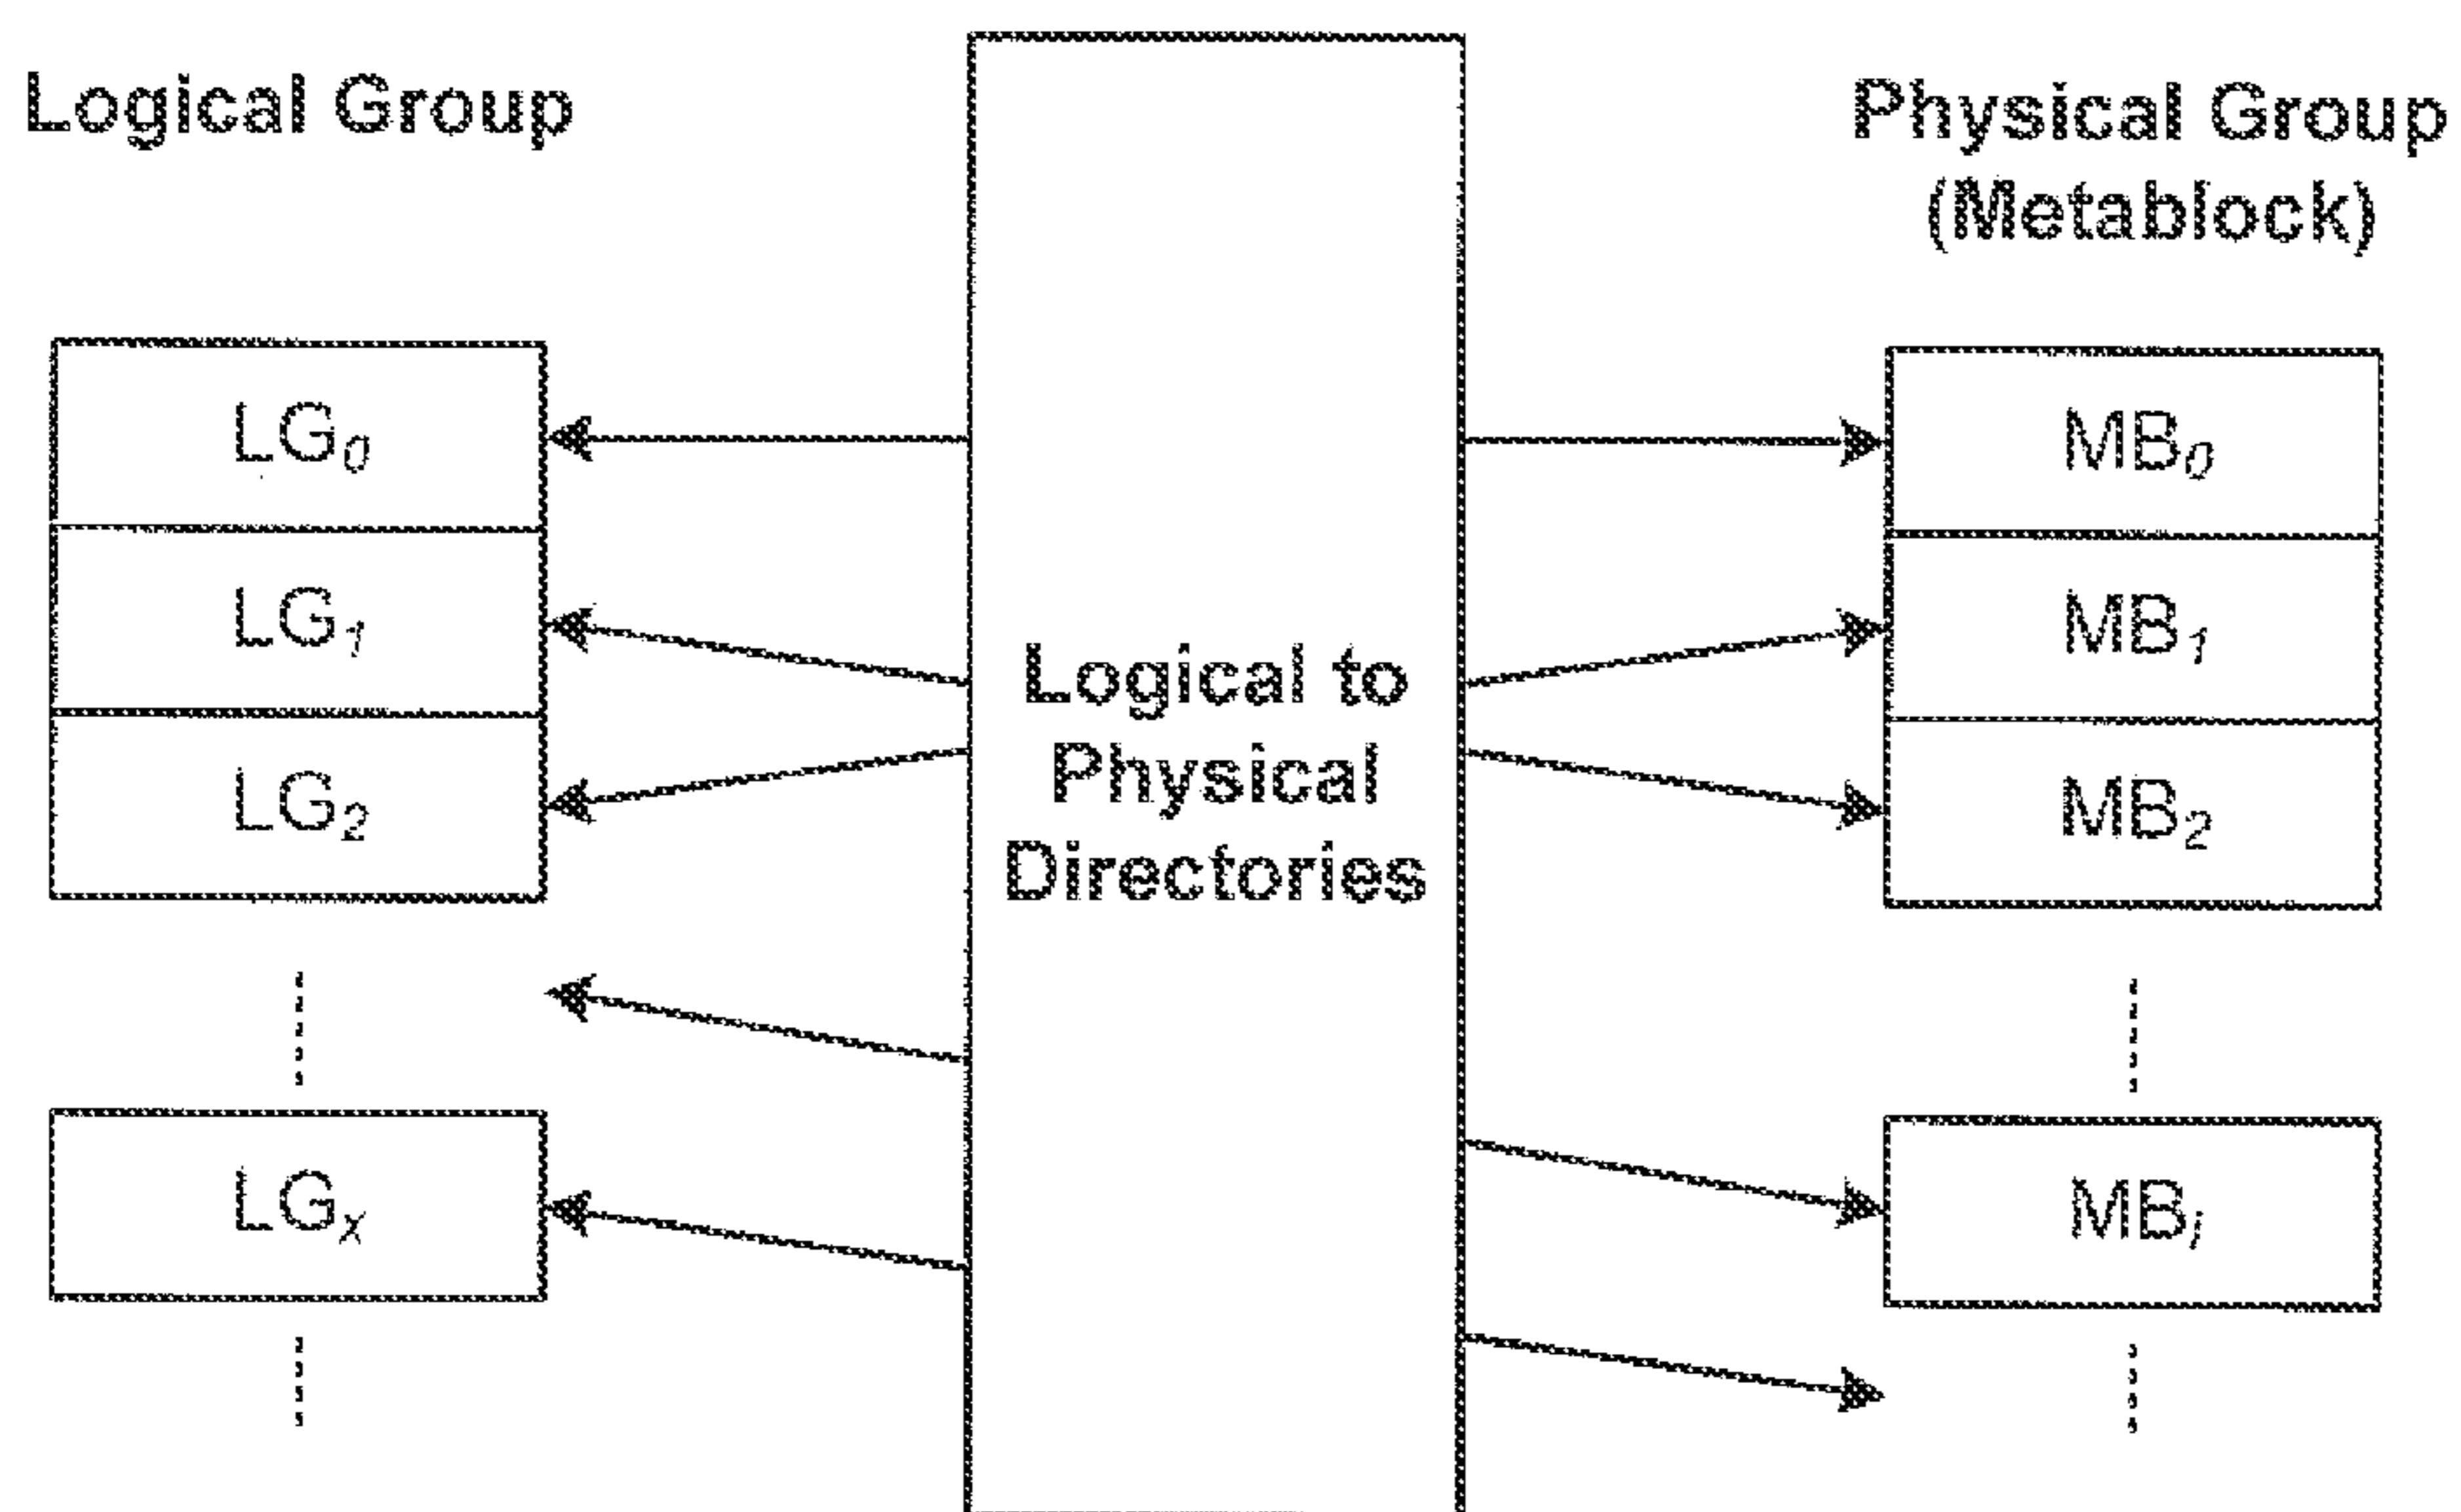 Logical Group
Physical Group
(Metablock)
LG0
LG1
LG2
LGx
Logical to
Physical
Directories
MB0
MB1
MB2
MBi